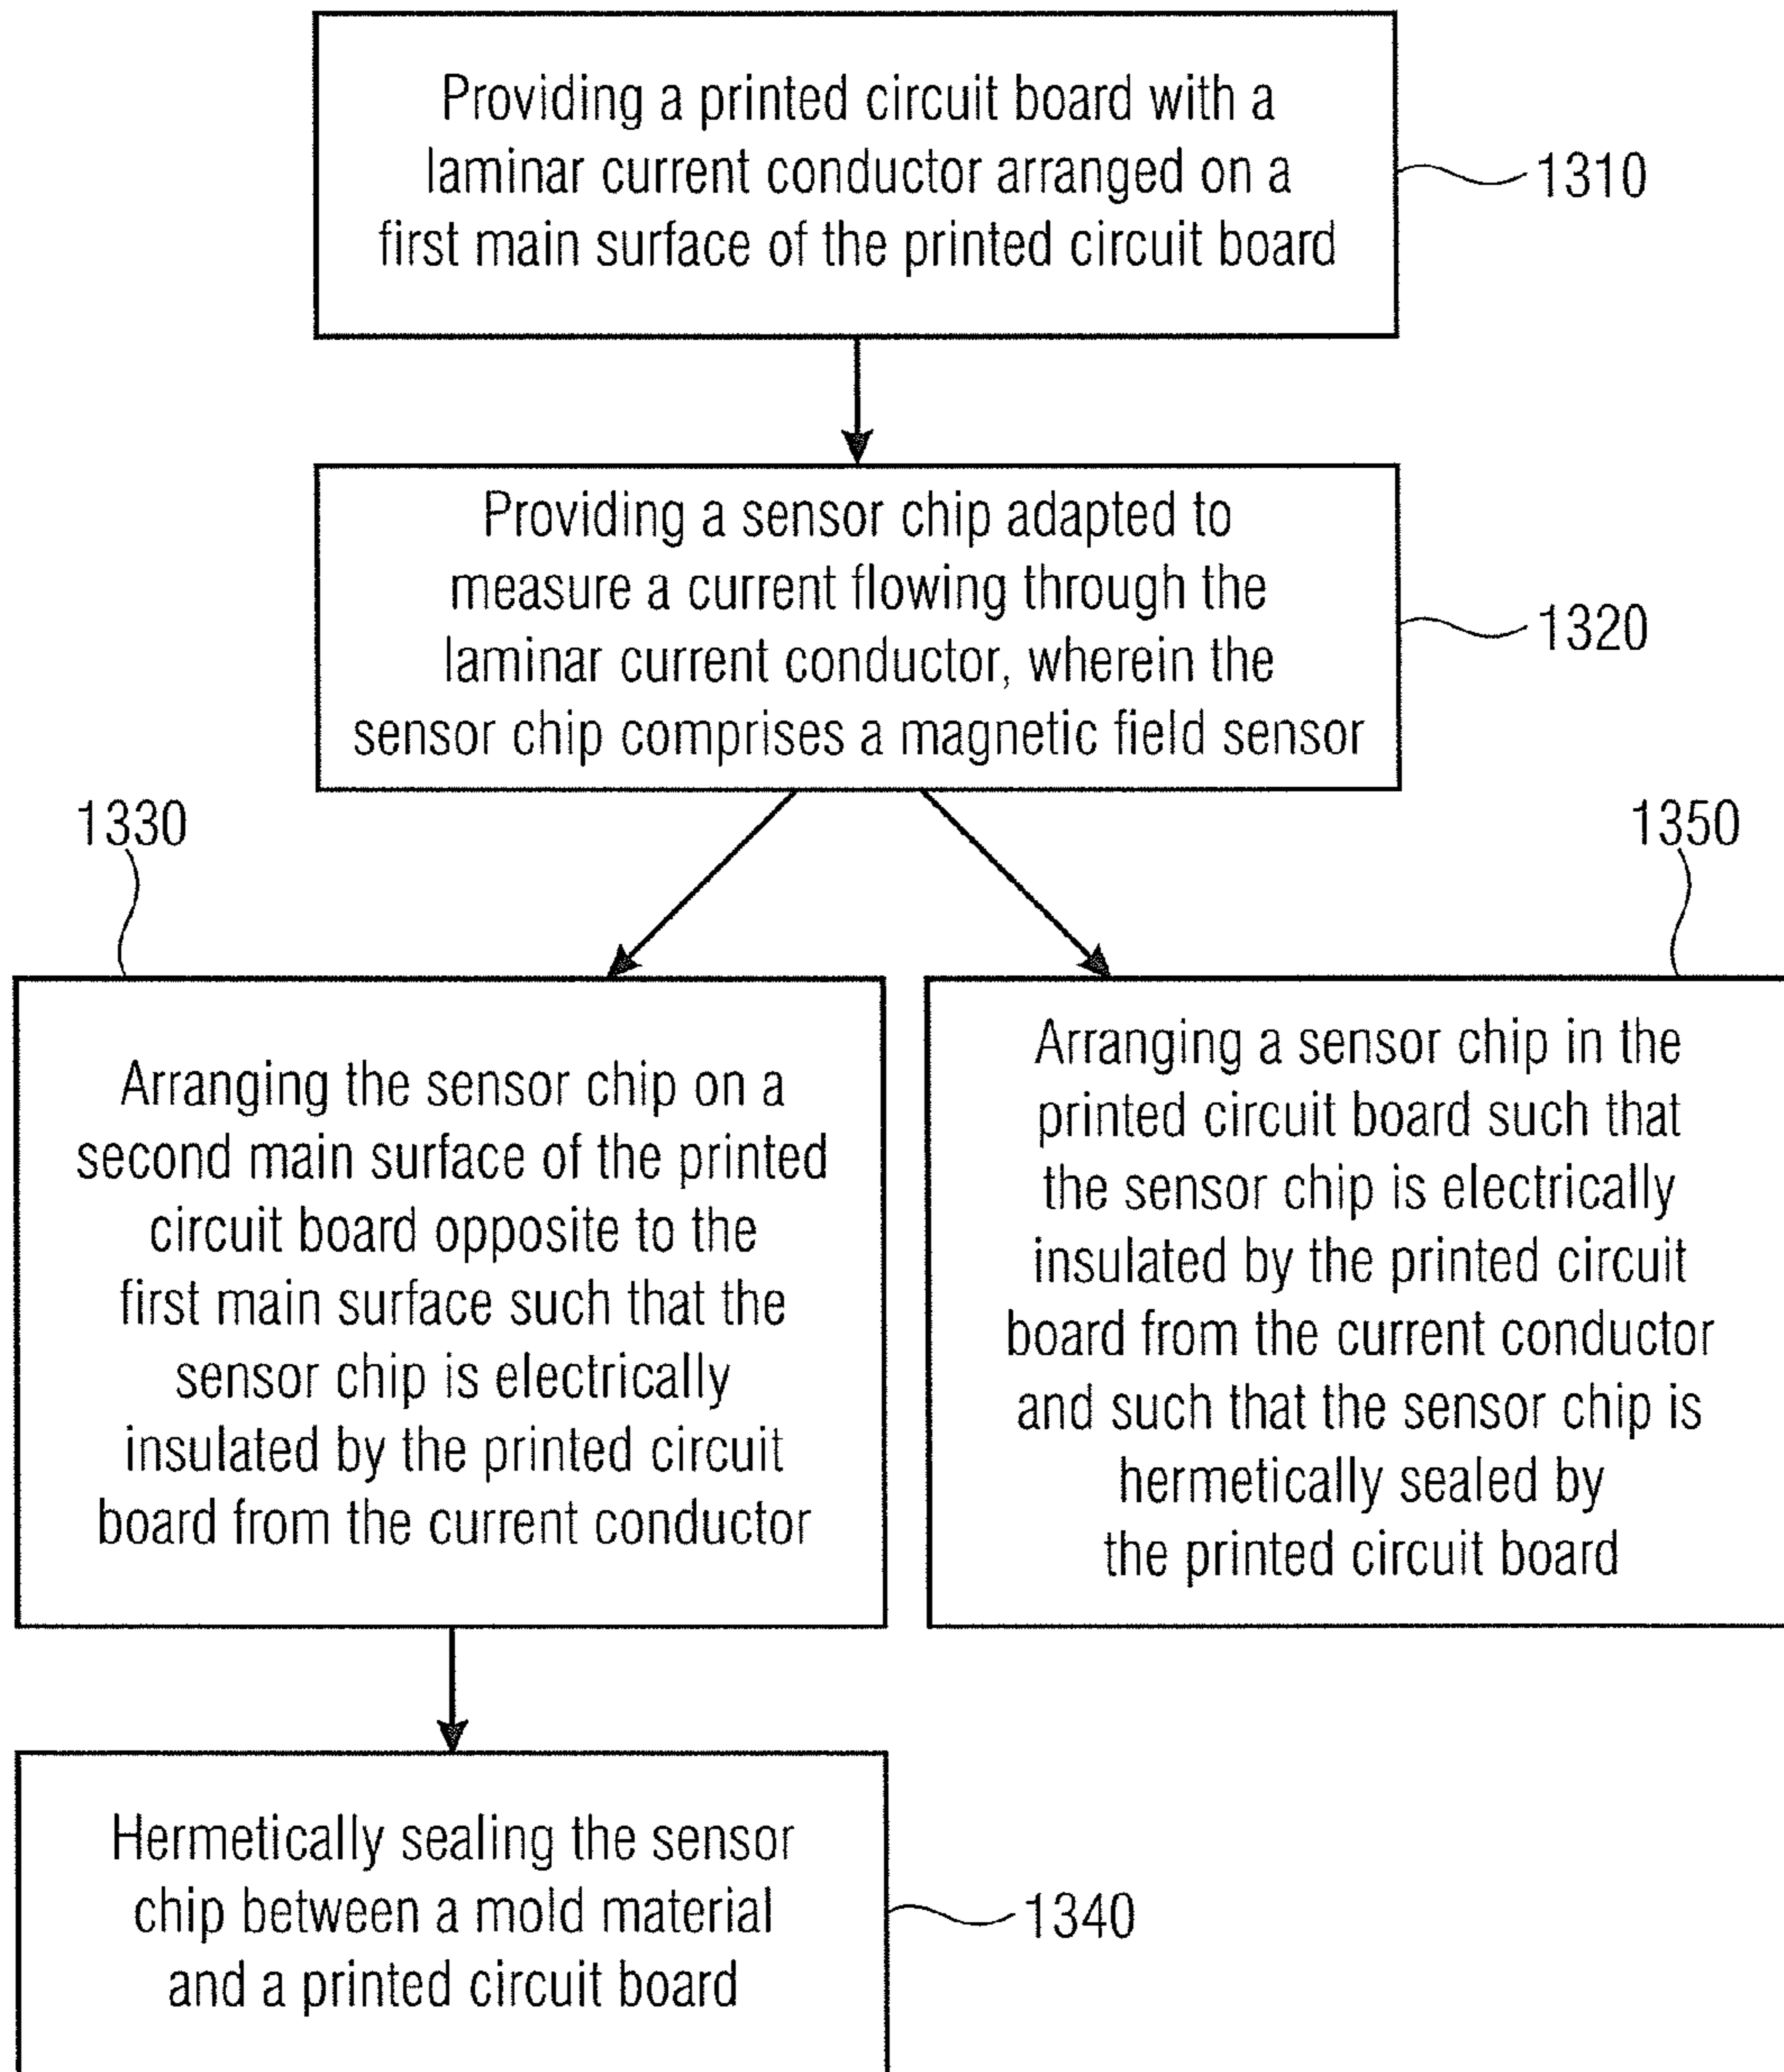 Providing a printed circuit board with a
laminar current conductor arranged on a
first main surface of the printed circuit board
1310
Providing a sensor chip adapted to
measure a current flowing through the
laminar current conductor, wherein the
sensor chip comprises a magnetic field sensor
1320
1330
Arranging the sensor chip on a
second main surface of the printed
circuit board opposite to the
first main surface such that the
sensor chip is electrically
insulated by the printed circuit
board from the current conductor
1350
Arranging a sensor chip in the
printed circuit board such that
the sensor chip is electrically
insulated by the printed circuit
board from the current conductor
and such that the sensor chip is
hermetically sealed by
the printed circuit board
Hermetically sealing the sensor
chip between a mold material
and a printed circuit board
1340